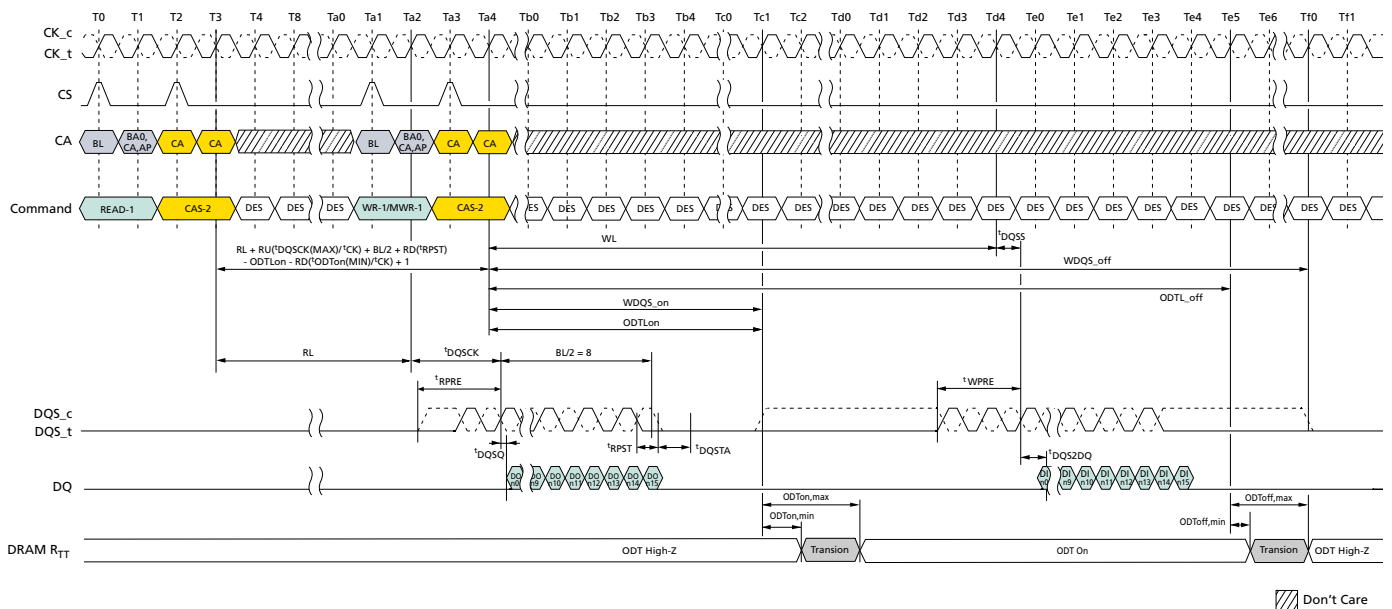 T0 T1 T2 T3 T4 T8 Ta0 Ta1 Ta2 Ta3 Ta4 Tb0 Tb1 Tb2 Tb3 Tb4 Tc0 Tc1 Tc2 Td0 Td1 Td2 Td3 Td4 Te0 Te1 Te2 Te3 Te4 Te5 Te6 Tf0 Tf1
CK_c
CK_t
CS
CA BL BA0, CA,AP CA CA BL BA0, CA,AP CA CA
Command READ-1 CAS-2 DES DES DES WR-1/MWR-1 CAS-2 DES DES DES DES DES DES DES DES DES DES DES DES DES DES DES DES DES DES DES DES DES DES
WL
tDQSS
RL + RU(tDQSCK(MAX)/tCK) + BL/2 + RD(tRPST)
- ODTLon - RD(tODTon(MIN)/tCK) + 1
WDQS_off
ODTL_off
WDQS_on
ODTLon
RL tDQSCK BL/2 = 8
tRPRE tWPRE
DQS_c
DQS_t
tRPST tDQSTA
tDQSQ tDQS2DQ
DQ DO n0 DO n9 DO n10 DO n11 DO n12 DO n13 DO n14 DO n15 DI n0 DI n9 DI n10 DI n11 DI n12 DI n13 DI n14 DI n15
ODTon,max ODToff,max
ODTon,min ODToff,min
DRAM RTT ODT High-Z Transion ODT On Transion ODT High-Z
Don't Care